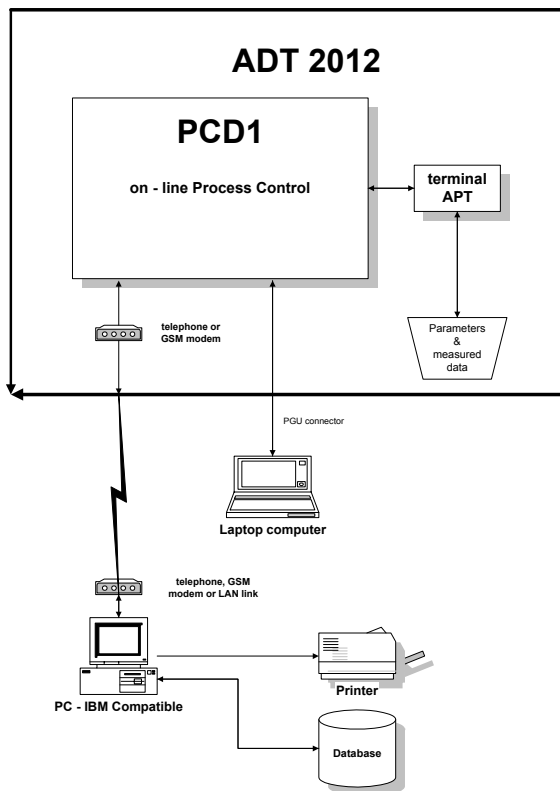 ADT 2012
PCD1
on - line Process Control
terminal
APT
telephone or
GSM modem
Parameters
&
measured
data
PGU connector
Laptop computer
telephone, GSM
modem or LAN link
PC - IBM Compatible
Printer
Database